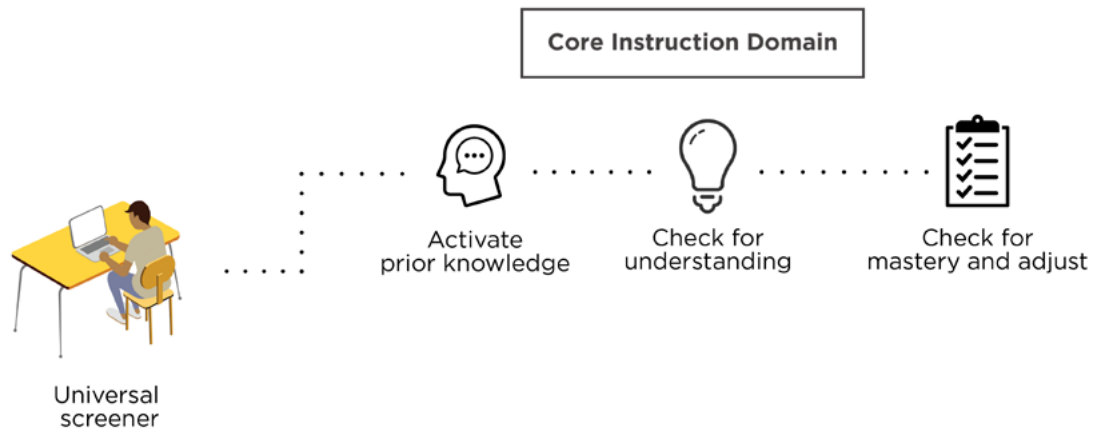 Core Instruction Domain
Activate
prior knowledge
Check for
understanding
Check for
mastery and adjust
Universal
screener